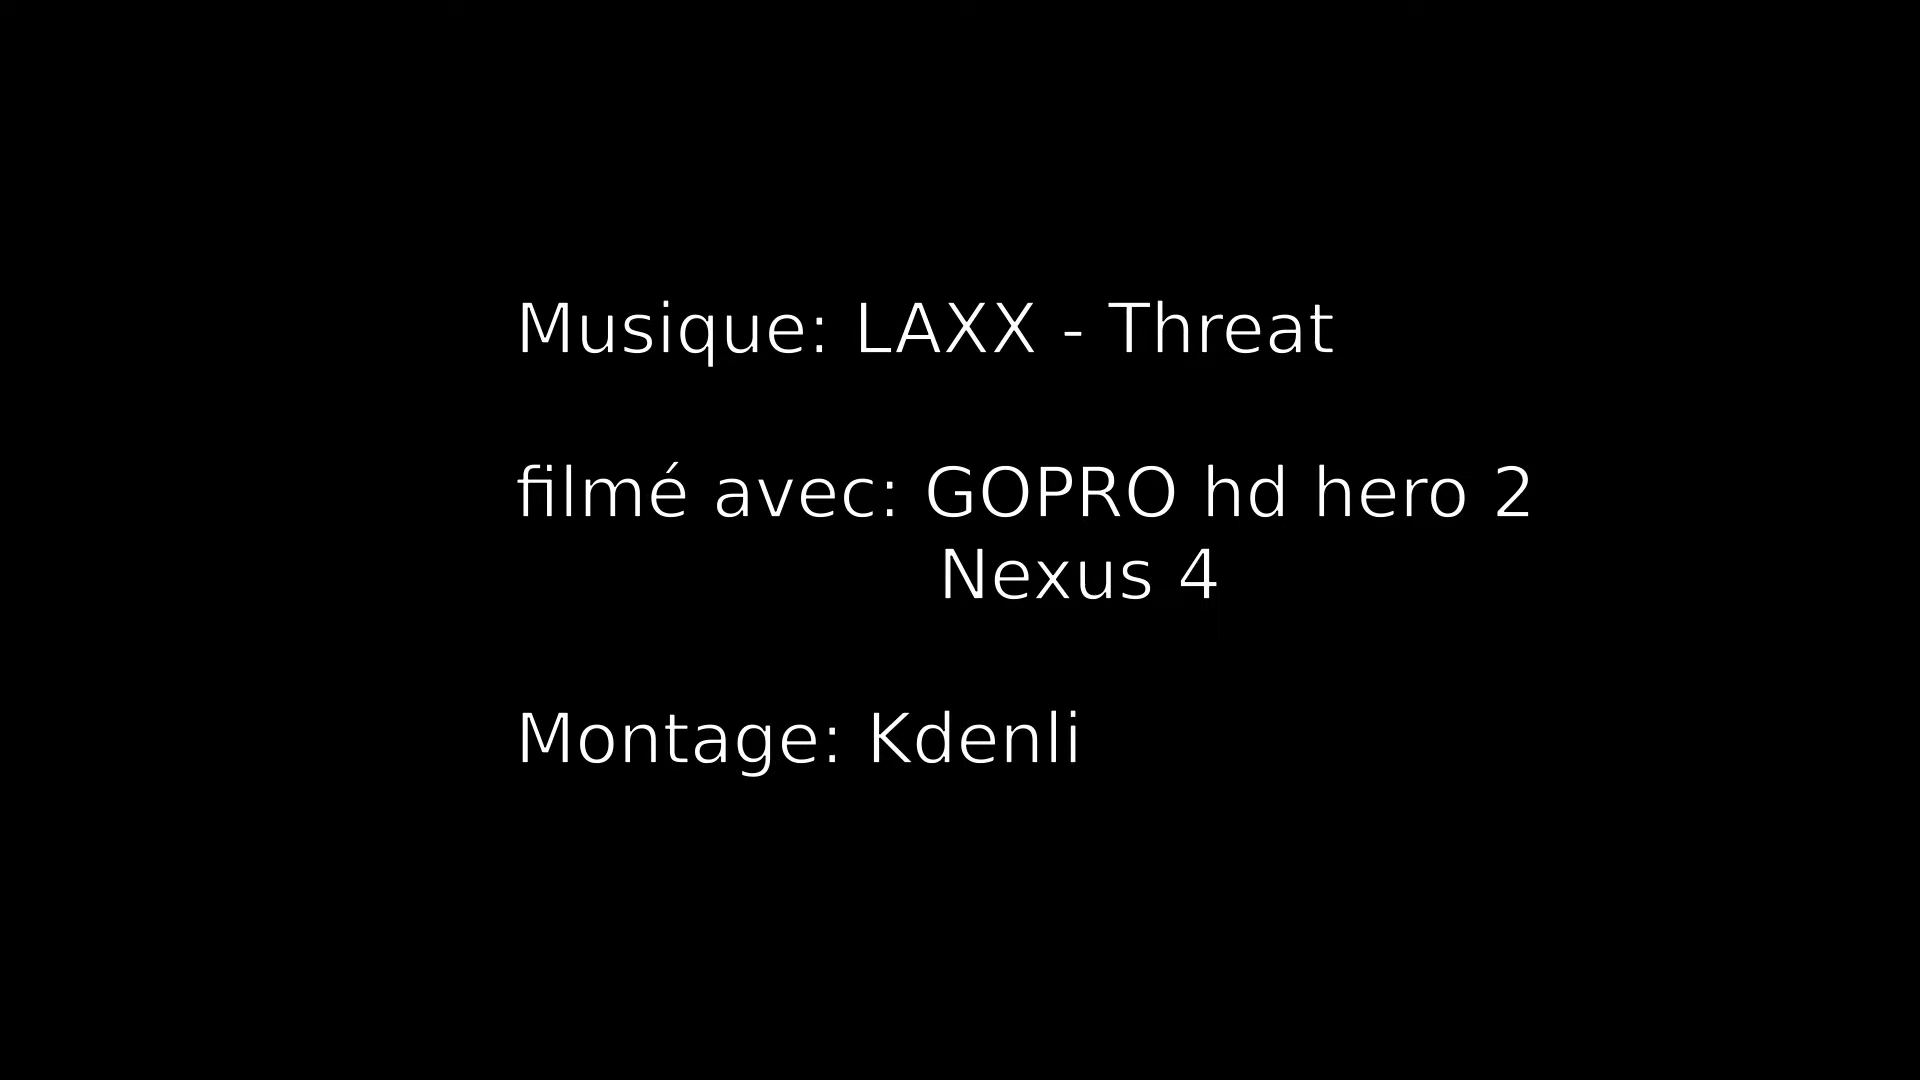 Musique: LAXX - Threat
filmé avec: GOPRO hd hero 2
Nexus 4
Montage: Kdenli